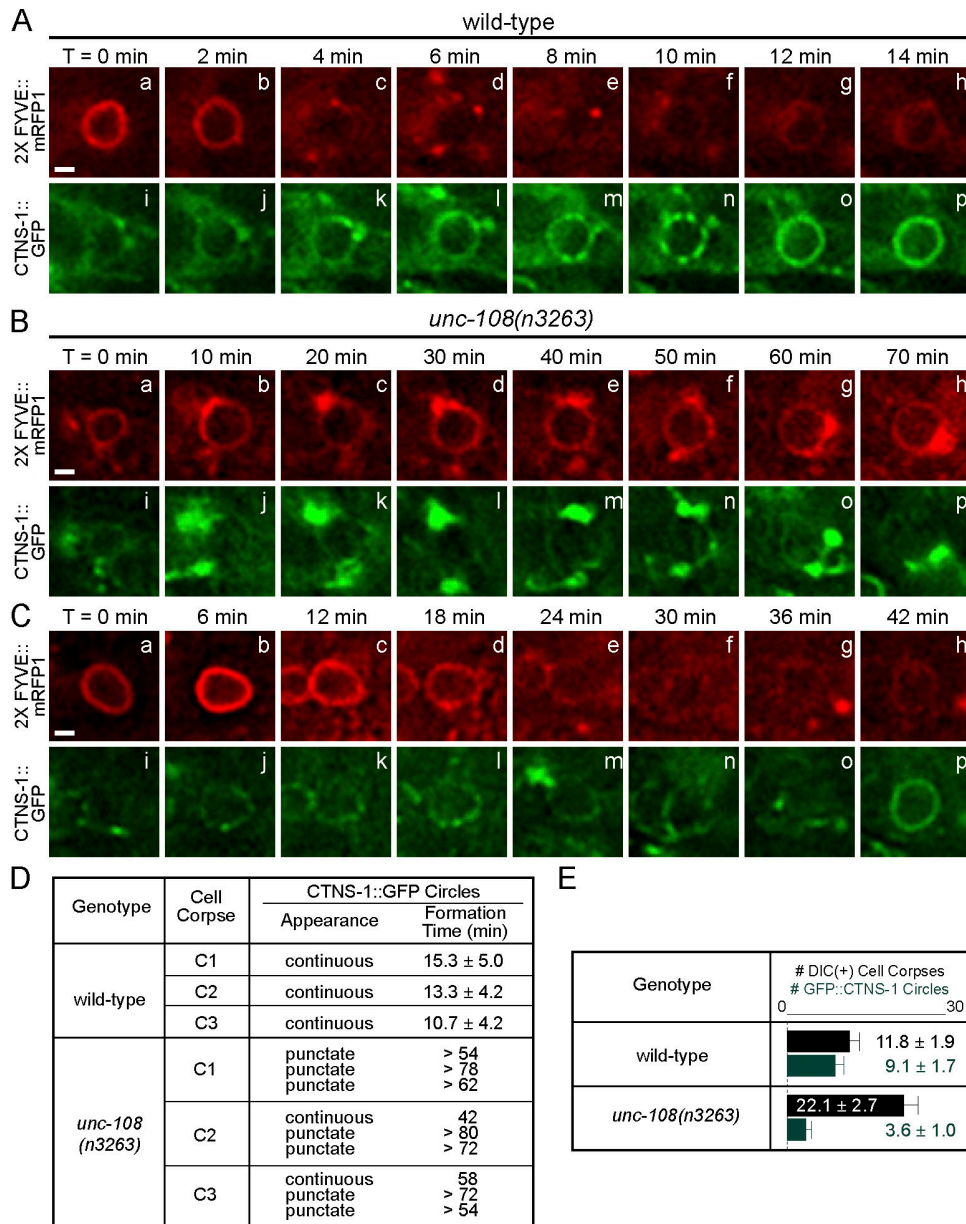 A
wild-type
T = 0 min 2 min 4 min 6 min 8 min 10 min 12 min 14 min
2X FYVE::
mRFP1
a b c d e f g h
CTNS-1::
GFP
i j k l m n o p
B
unc-108(n3263)
T = 0 min 10 min 20 min 30 min 40 min 50 min 60 min 70 min
2X FYVE::
mRFP1
a b c d e f g h
CTNS-1::
GFP
i j k l m n o p
C
T = 0 min 6 min 12 min 18 min 24 min 30 min 36 min 42 min
2X FYVE::
mRFP1
a b c d e f g h
CTNS-1::
GFP
i j k l m n o p
D
Genotype
Cell
Corpse
CTNS-1::GFP Circles
Appearance
Formation
Time (min)
wild-type
C1 continuous 15.3 ± 5.0
C2 continuous 13.3 ± 4.2
C3 continuous 10.7 ± 4.2
unc-108
(n3263)
C1
punctate > 54
punctate > 78
punctate > 62
C2
continuous 42
punctate > 80
punctate > 72
C3
continuous 58
punctate > 72
punctate > 54
E
Genotype
# DIC(+) Cell Corpses
# GFP::CTNS-1 Circles
0 30
wild-type
11.8 ± 1.9
9.1 ± 1.7
unc-108(n3263)
22.1 ± 2.7
3.6 ± 1.0